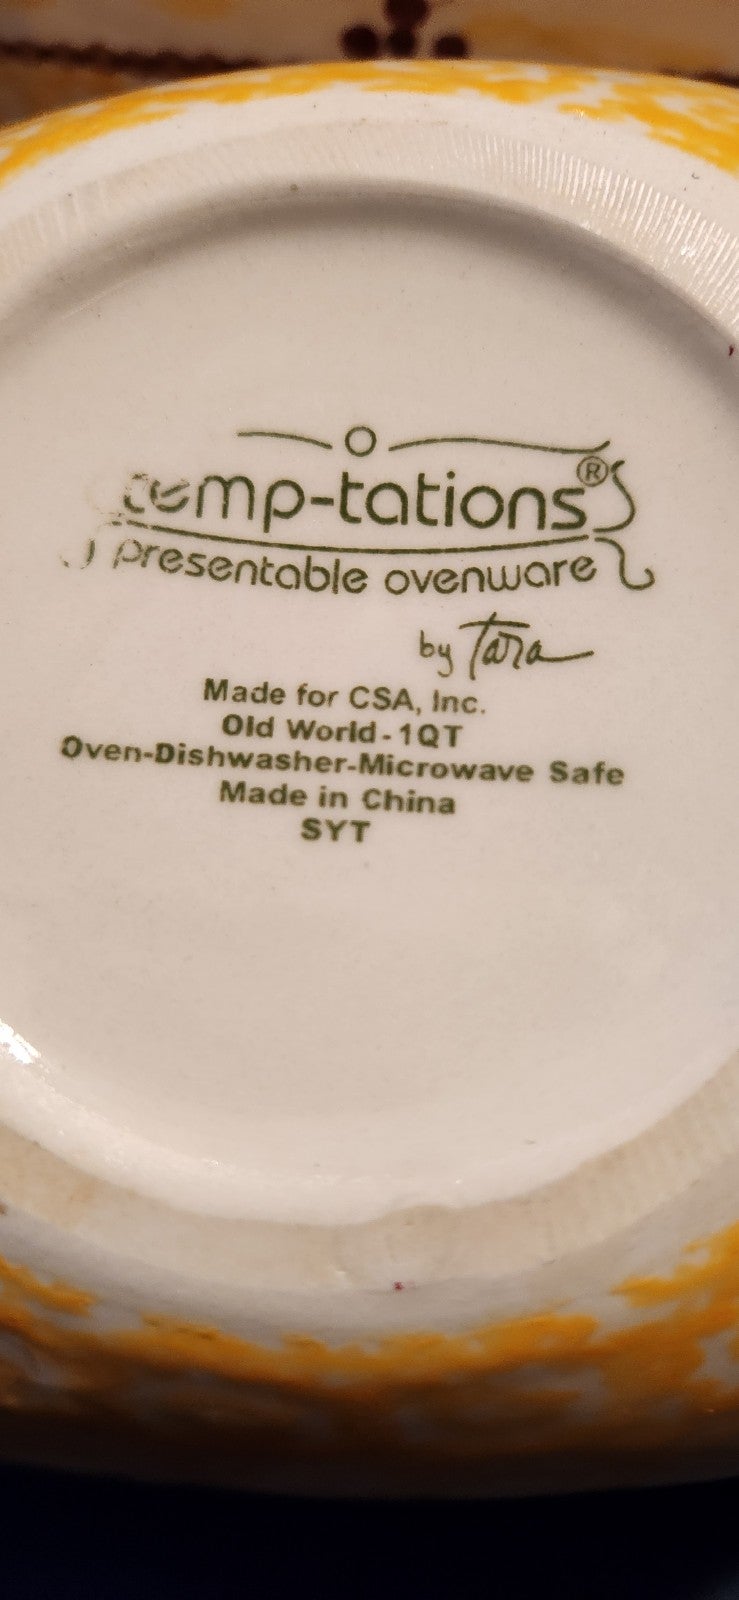 temp-tations®
presentable ovenware
by Tara
Made for CSA, Inc.
Old World - 1QT
Oven-Dishwasher-Microwave Safe
Made in China
SYT